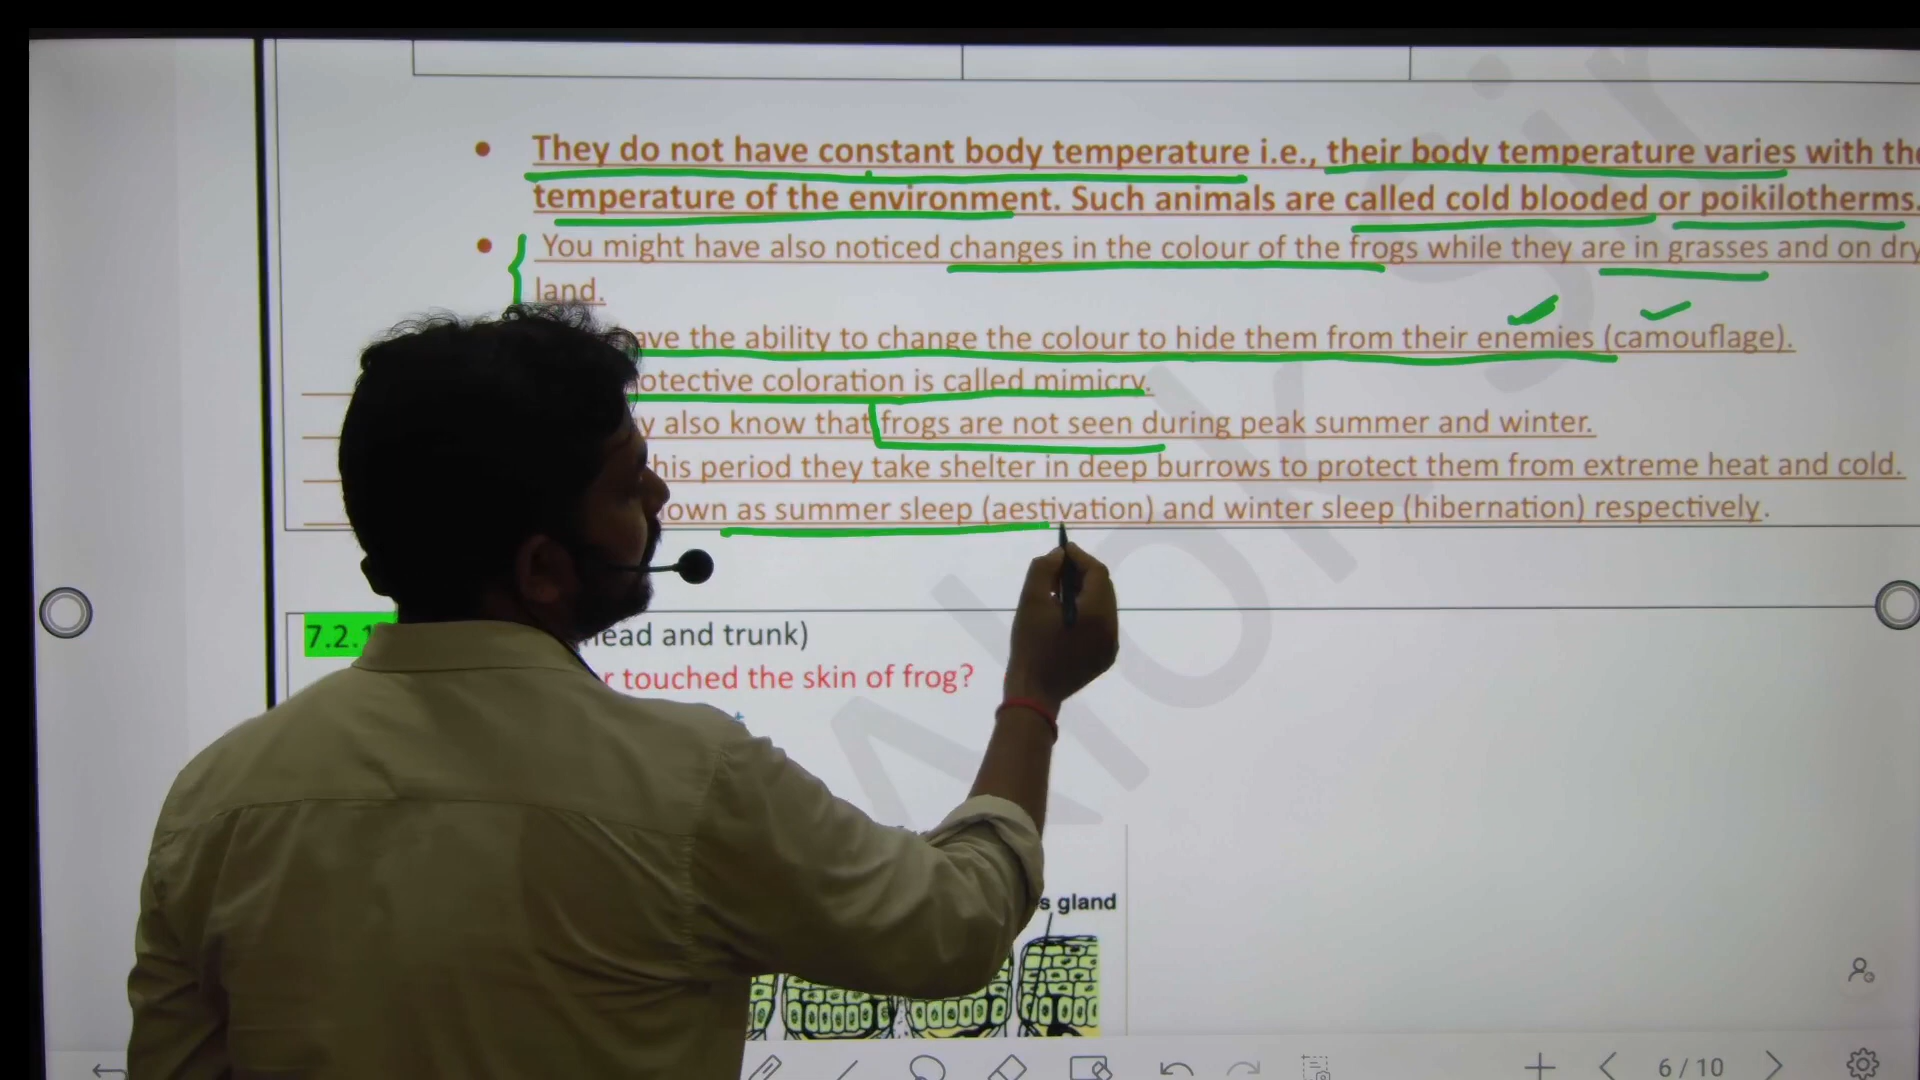 They do not have constant body temperature i.e., their body temperature varies with the
temperature of the environment. Such animals are called cold blooded or poikilotherms.
You might have also noticed changes in the colour of the frogs while they are in grasses and on dry
land.
the ability to change the colour to hide them from their enemies (camouflage).
coloration is called mimicry.
also know that frogs are not seen during peak summer and winter.
period they take shelter in deep burrows to protect them from extreme heat and cold.
as summer sleep (aestivation) and winter sleep (hibernation) respectively.
7.2.1 head and trunk)
touched the skin of frog?
gland
Alok Sir
6 / 10